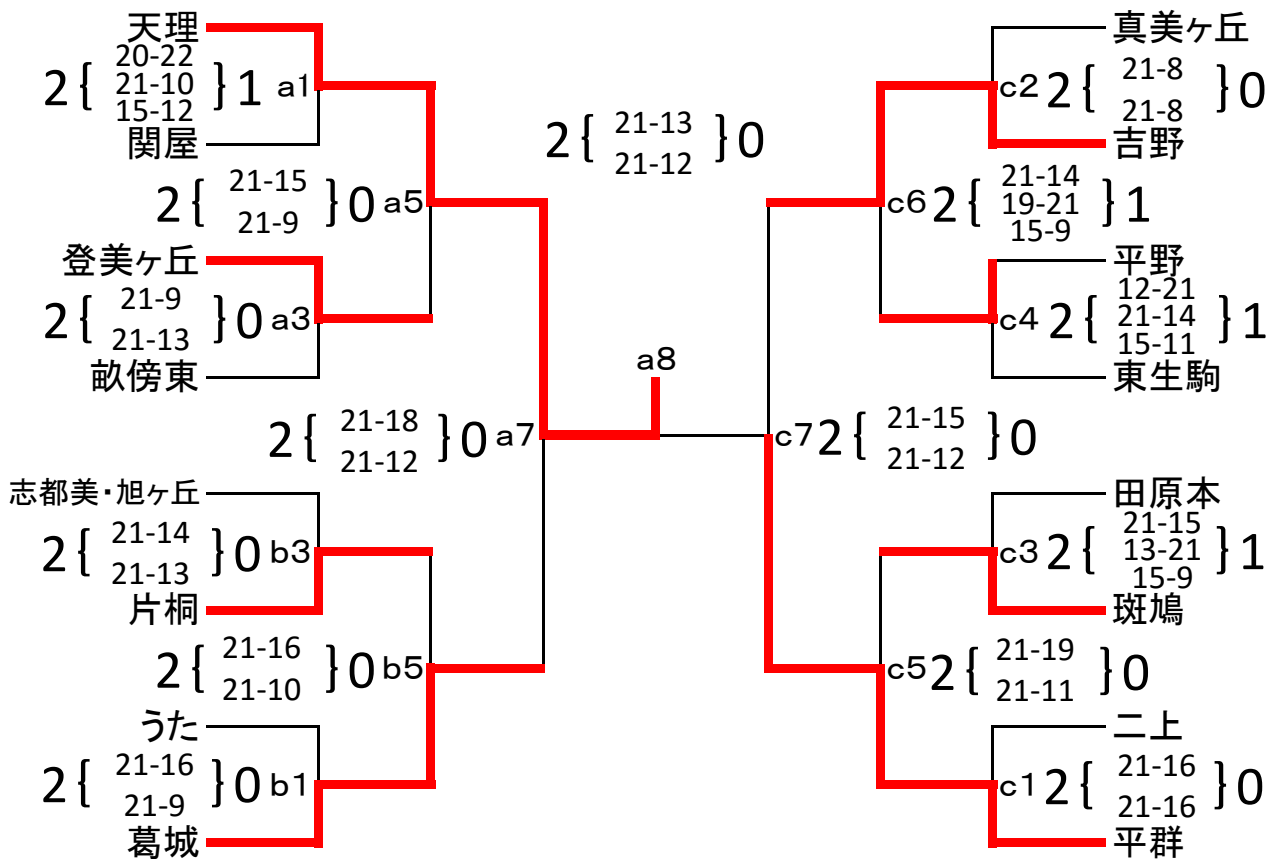 天理
20-22
2 { 21-10 } 1 a1
15-12
関屋
21-15
2 { } 0 a5
21-9
登美ヶ丘
21-9
2 { } 0 a3
21-13
畝傍東
21-18
2 { } 0 a7
21-12
志都美・旭ヶ丘
21-14
2 { } 0 b3
21-13
片桐
21-16
2 { } 0 b5
21-10
うた
21-16
2 { } 0 b1
21-9
葛城
21-13
2 { } 0
21-12
a8
真美ヶ丘
21-8
c2 2 { } 0
21-8
吉野
21-14
c6 2 { 19-21 } 1
15-9
平野
12-21
c4 2 { 21-14 } 1
15-11
東生駒
21-15
c7 2 { } 0
21-12
田原本
21-15
c3 2 { 13-21 } 1
15-9
斑鳩
21-19
c5 2 { } 0
21-11
二上
21-16
c1 2 { } 0
21-16
平群